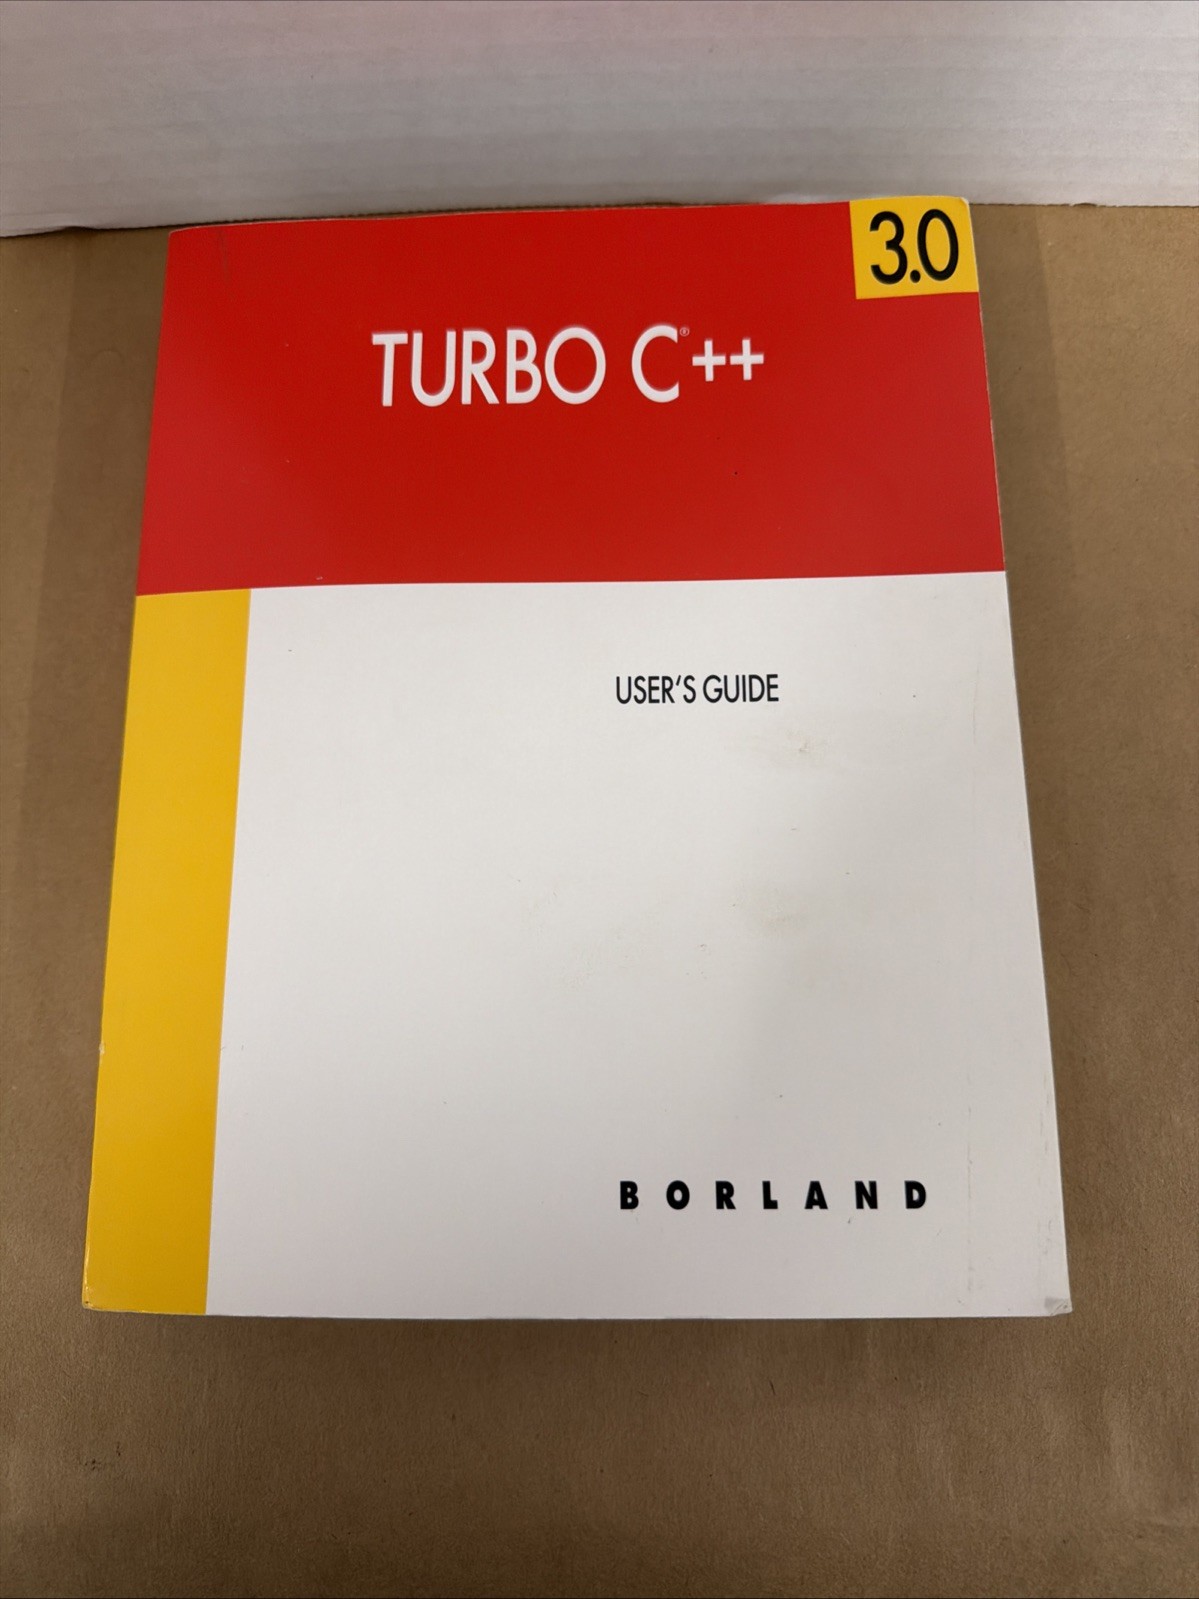 3.0
TURBO C®++
USER'S GUIDE
BORLAND